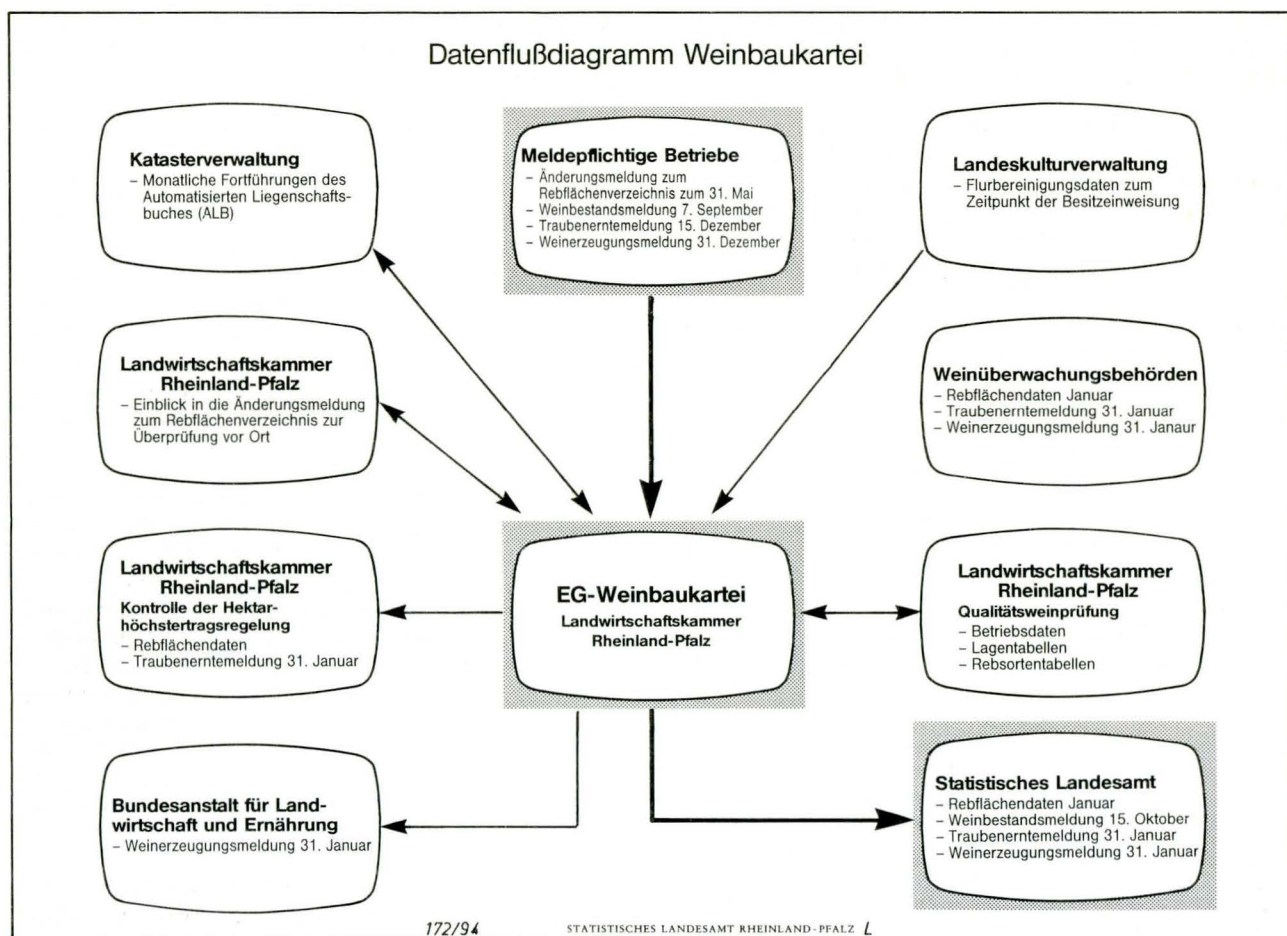 Datenflußdiagramm Weinbaukartei
Katasterverwaltung
– Monatliche Fortführungen des
Automatisierten Liegenschafts-
buches (ALB)
Meldepflichtige Betriebe
– Änderungsmeldung zum
Rebflächenverzeichnis zum 31. Mai
– Weinbestandsmeldung 7. September
– Traubenerntemeldung 15. Dezember
– Weinerzeugungsmeldung 31. Dezember
Landeskulturverwaltung
– Flurbereinigungsdaten zum
Zeitpunkt der Besitzeinweisung
Landwirtschaftskammer
Rheinland-Pfalz
– Einblick in die Änderungsmeldung
zum Rebflächenverzeichnis zur
Überprüfung vor Ort
Weinüberwachungsbehörden
– Rebflächendaten Januar
– Traubenerntemeldung 31. Januar
– Weinerzeugungsmeldung 31. Janaur
Landwirtschaftskammer
Rheinland-Pfalz
Kontrolle der Hektar-
höchstertragsregelung
– Rebflächendaten
– Traubenerntemeldung 31. Januar
EG-Weinbaukartei
Landwirtschaftskammer
Rheinland-Pfalz
Landwirtschaftskammer
Rheinland-Pfalz
Qualitätsweinprüfung
– Betriebsdaten
– Lagentabellen
– Rebsortentabellen
Bundesanstalt für Land-
wirtschaft und Ernährung
– Weinerzeugungsmeldung 31. Januar
Statistisches Landesamt
– Rebflächendaten Januar
– Weinbestandsmeldung 15. Oktober
– Traubenerntemeldung 31. Januar
– Weinerzeugungsmeldung 31. Januar
172/94 STATISTISCHES LANDESAMT RHEINLAND-PFALZ L